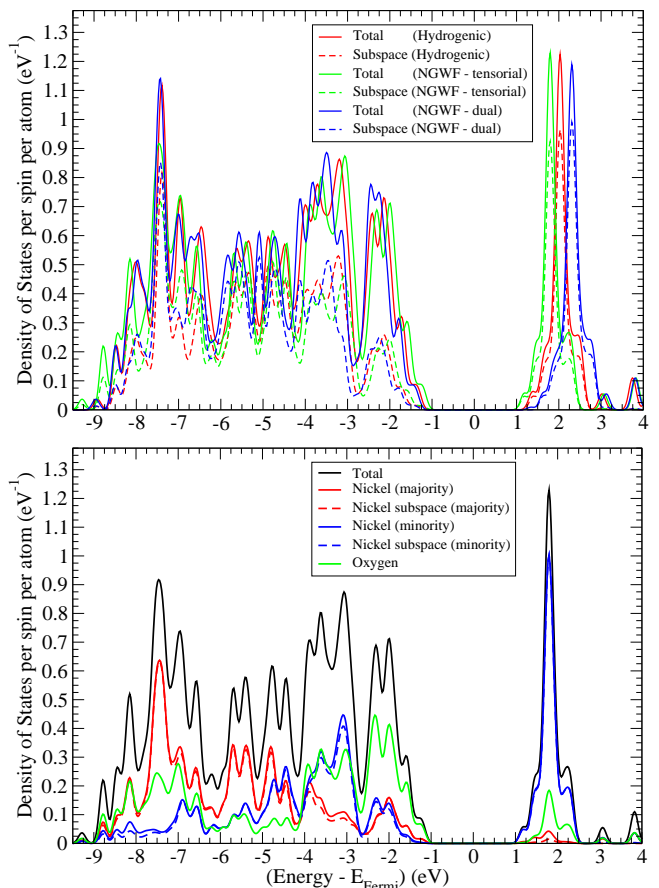 1.3
1.2
1.1
1
0.9
0.8
0.7
0.6
0.5
0.4
0.3
0.2
0.1
0
Density of States per spin per atom (eV⁻¹)
Total (Hydrogenic)
Subspace (Hydrogenic)
Total (NGWF - tensorial)
Subspace (NGWF - tensorial)
Total (NGWF - dual)
Subspace (NGWF - dual)
-9 -8 -7 -6 -5 -4 -3 -2 -1 0 1 2 3 4
1.3
1.2
1.1
1
0.9
0.8
0.7
0.6
0.5
0.4
0.3
0.2
0.1
0
Density of States per spin per atom (eV⁻¹)
Total
Nickel (majority)
Nickel subspace (majority)
Nickel (minority)
Nickel subspace (minority)
Oxygen
-9 -8 -7 -6 -5 -4 -3 -2 -1 0 1 2 3 4
(Energy - E_Fermi) (eV)